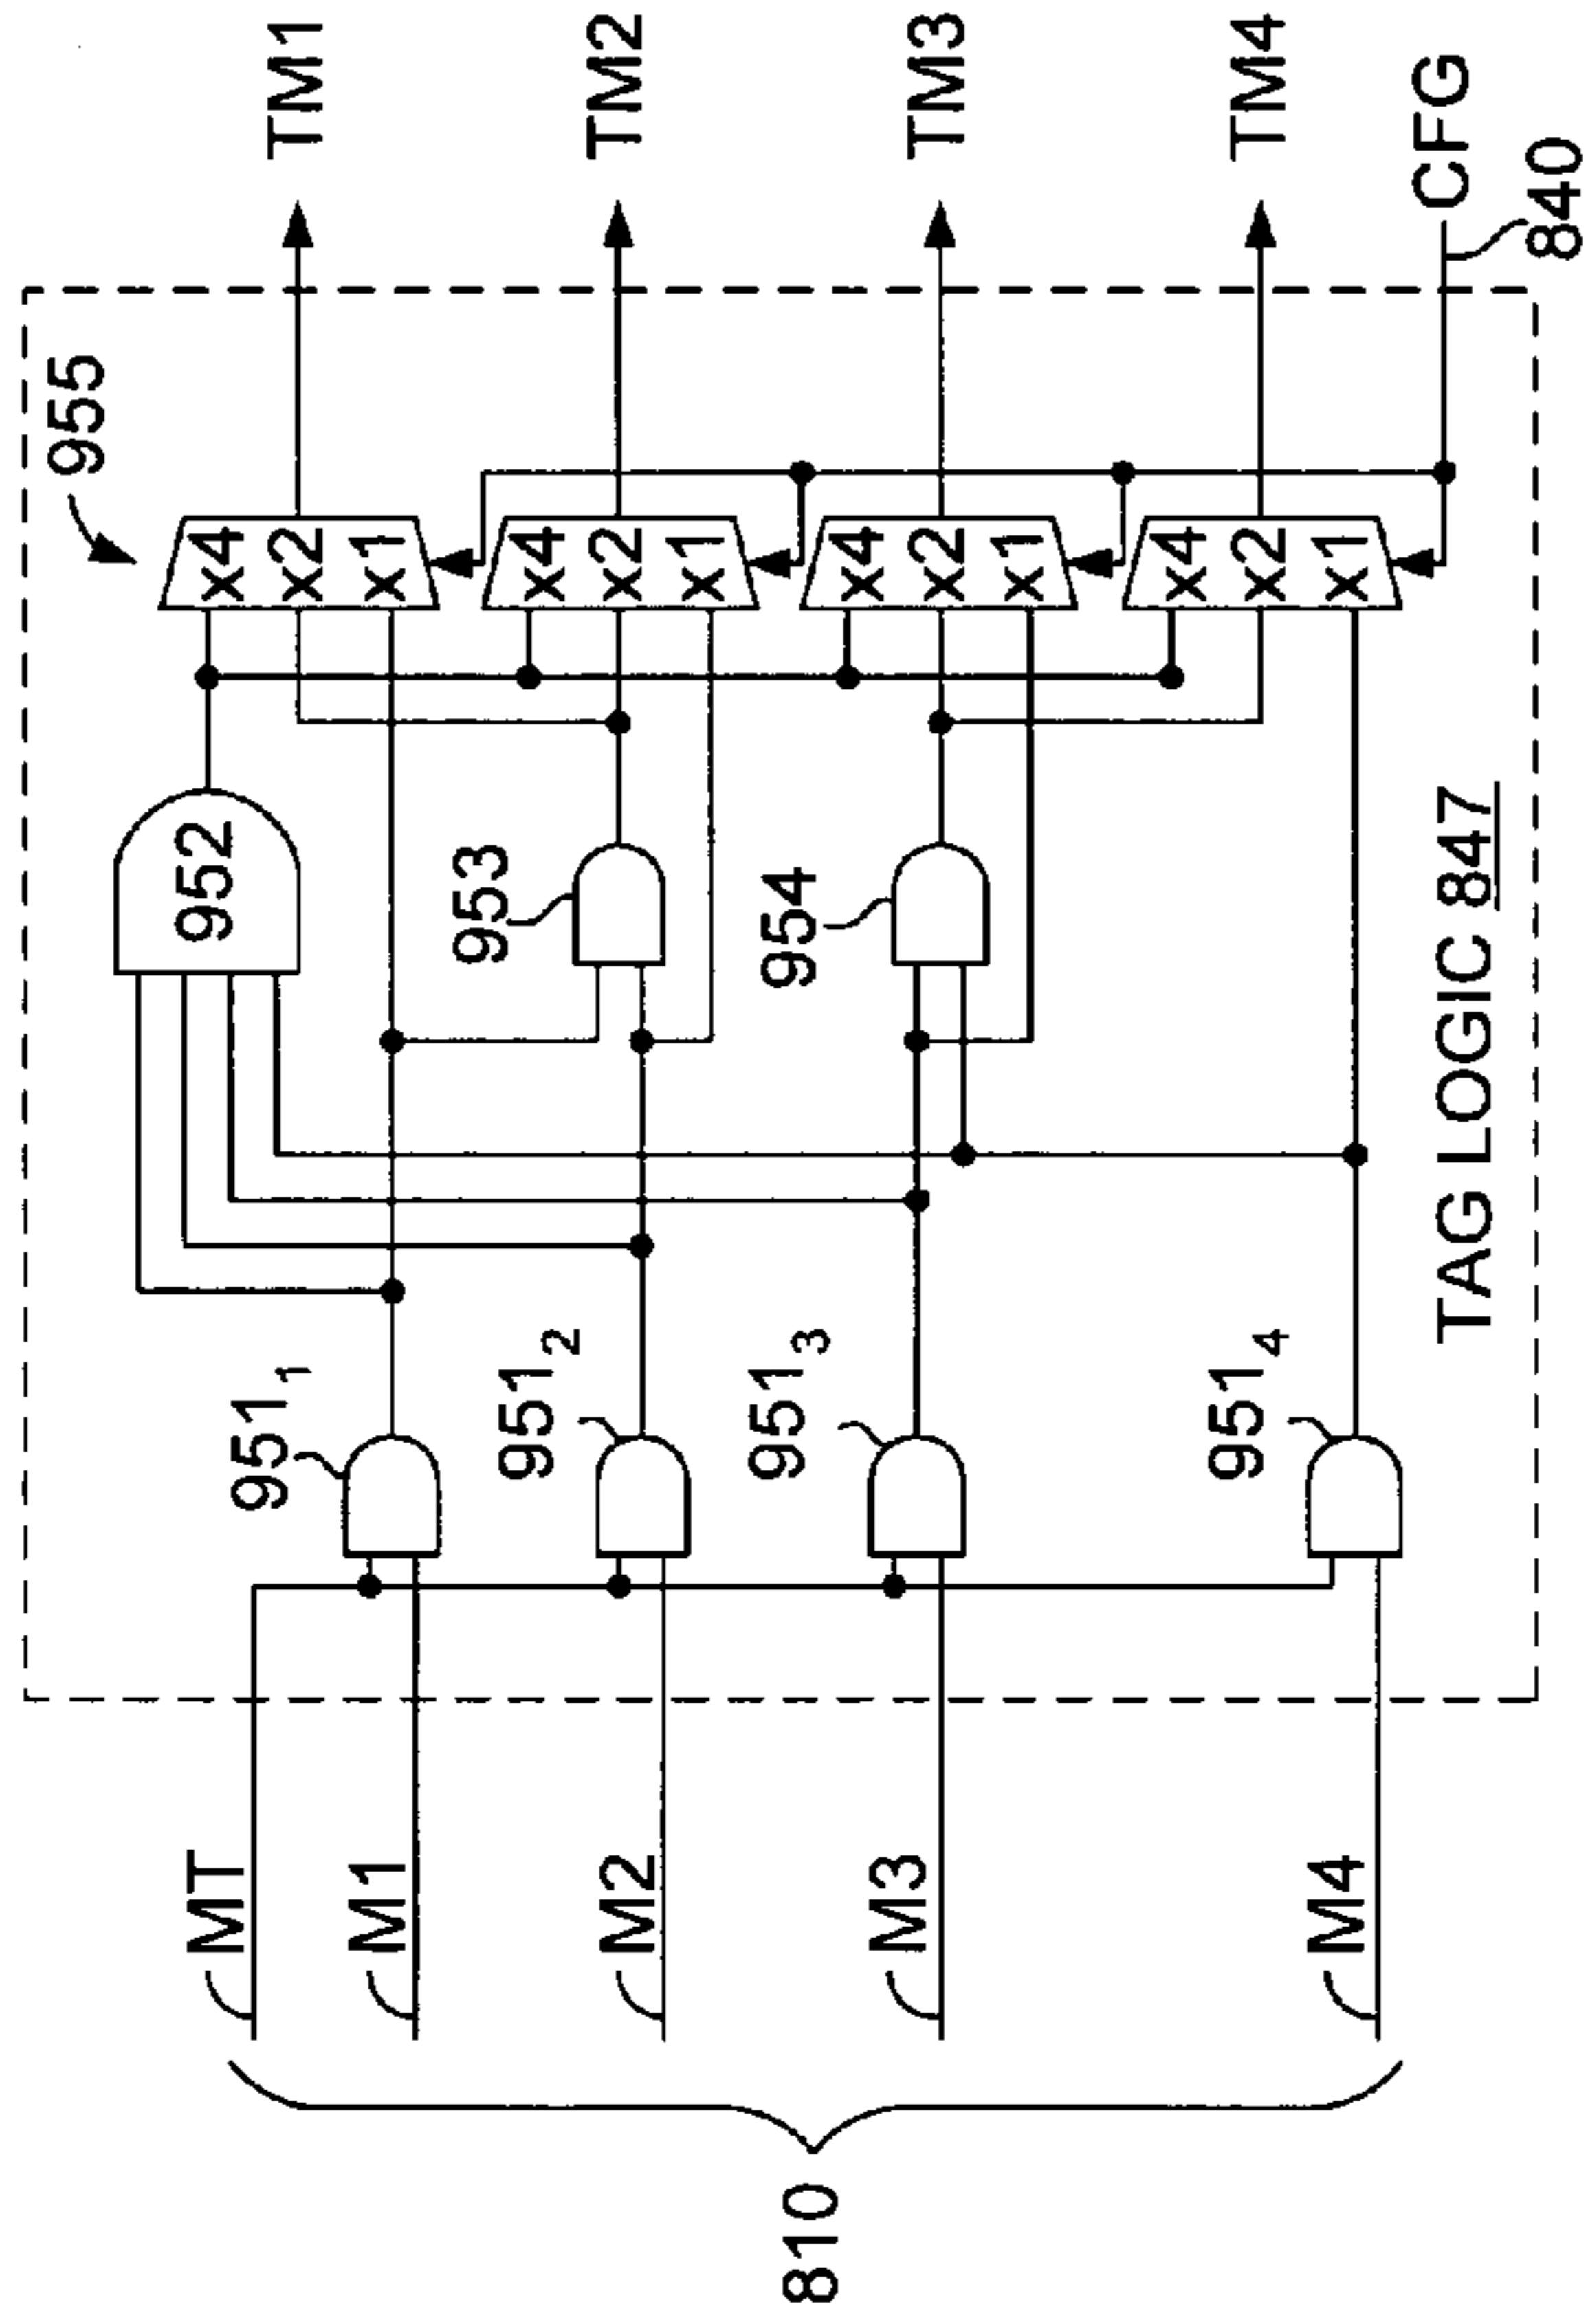 810
MT
M1
M2
M3
M4
951₁
951₂
951₃
951₄
952
953
954
955
x4
x2
x1
x4
x2
x1
x4
x2
x1
x4
x2
x1
TAG LOGIC 847
TM1
TM2
TM3
TM4
CFG
840